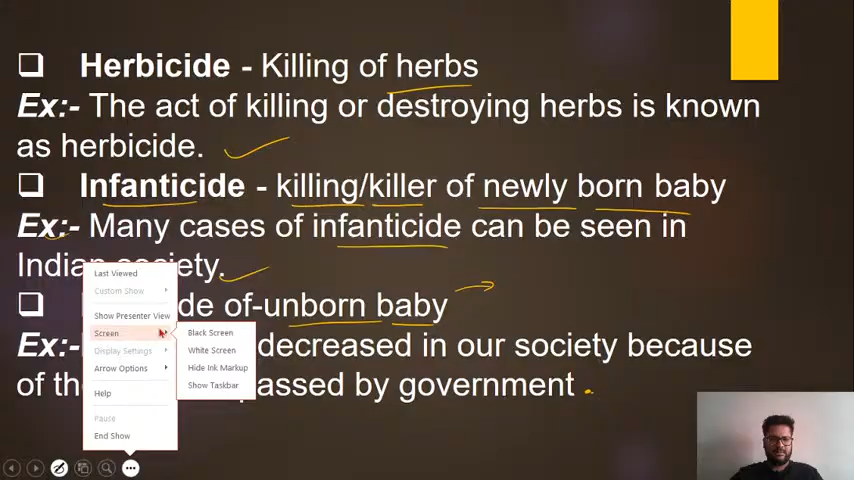 Herbicide - Killing of herbs
Ex:- The act of killing or destroying herbs is known
as herbicide.
Infanticide - killing/killer of newly born baby
Ex:- Many cases of infanticide can be seen in
Indian society.
de of-unborn baby
Ex:- decreased in our society because
of the passed by government
Last Viewed
Custom Show
Show Presenter View
Screen
Display Settings
Arrow Options
Help
Pause
End Show
Black Screen
White Screen
Hide Ink Markup
Show Taskbar